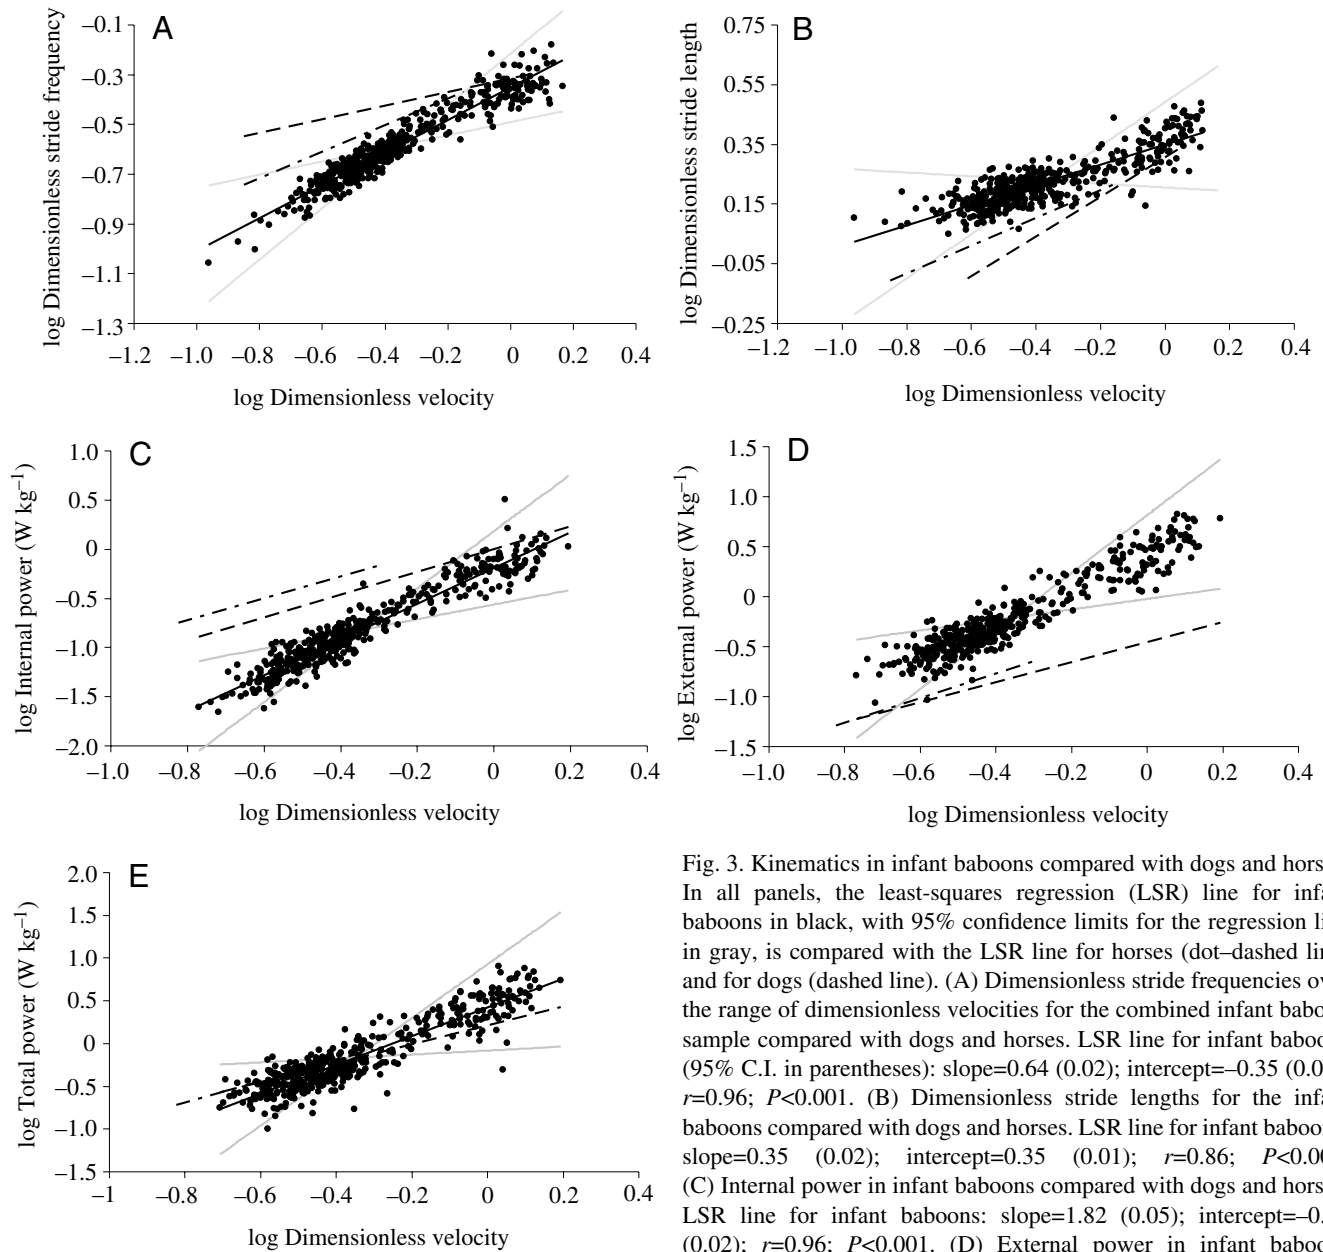 A
log Dimensionless stride frequency
–0.1
–0.3
–0.5
–0.7
–0.9
–1.1
–1.3
–1.2 –1.0 –0.8 –0.6 –0.4 –0.2 0 0.2 0.4
log Dimensionless velocity
B
log Dimensionless stride length
0.75
0.55
0.35
0.15
–0.05
–0.25
–1.2 –1.0 –0.8 –0.6 –0.4 –0.2 0 0.2 0.4
log Dimensionless velocity
C
log Internal power (W kg–1)
1.0
0.5
0
–0.5
–1.0
–1.5
–2.0
–1.0 –0.8 –0.6 –0.4 –0.2 0 0.2 0.4
log Dimensionless velocity
D
log External power (W kg–1)
1.5
1.0
0.5
0
–0.5
–1.0
–1.5
–1.0 –0.8 –0.6 –0.4 –0.2 0 0.2 0.4
log Dimensionless velocity
E
log Total power (W kg–1)
2.0
1.5
1.0
0.5
0
–0.5
–1.0
–1.5
–1 –0.8 –0.6 –0.4 –0.2 0 0.2 0.4
log Dimensionless velocity
Fig. 3. Kinematics in infant baboons compared with dogs and
In all panels, the least-squares regression (LSR) line for
baboons in black, with 95% confidence limits for the regression
in gray, is compared with the LSR line for horses (dot–dashed
and for dogs (dashed line). (A) Dimensionless stride frequencies
the range of dimensionless velocities for the combined infant
sample compared with dogs and horses. LSR line for infant
(95% C.I. in parentheses): slope=0.64 (0.02); intercept=–0.35
r=0.96; P<0.001. (B) Dimensionless stride lengths for the
baboons compared with dogs and horses. LSR line for infant
slope=0.35 (0.02); intercept=0.35 (0.01); r=0.86;
(C) Internal power in infant baboons compared with dogs and
LSR line for infant baboons: slope=1.82 (0.05);
(0.02); r=0.96; P<0.001. (D) External power in infant